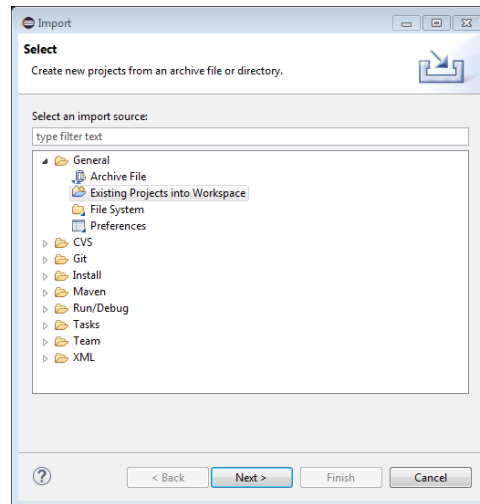 Import
Select
Create new projects from an archive file or directory.
Select an import source:
type filter text
General
Archive File
Existing Projects into Workspace
File System
Preferences
CVS
Git
Install
Maven
Run/Debug
Tasks
Team
XML
?
< Back
Next >
Finish
Cancel